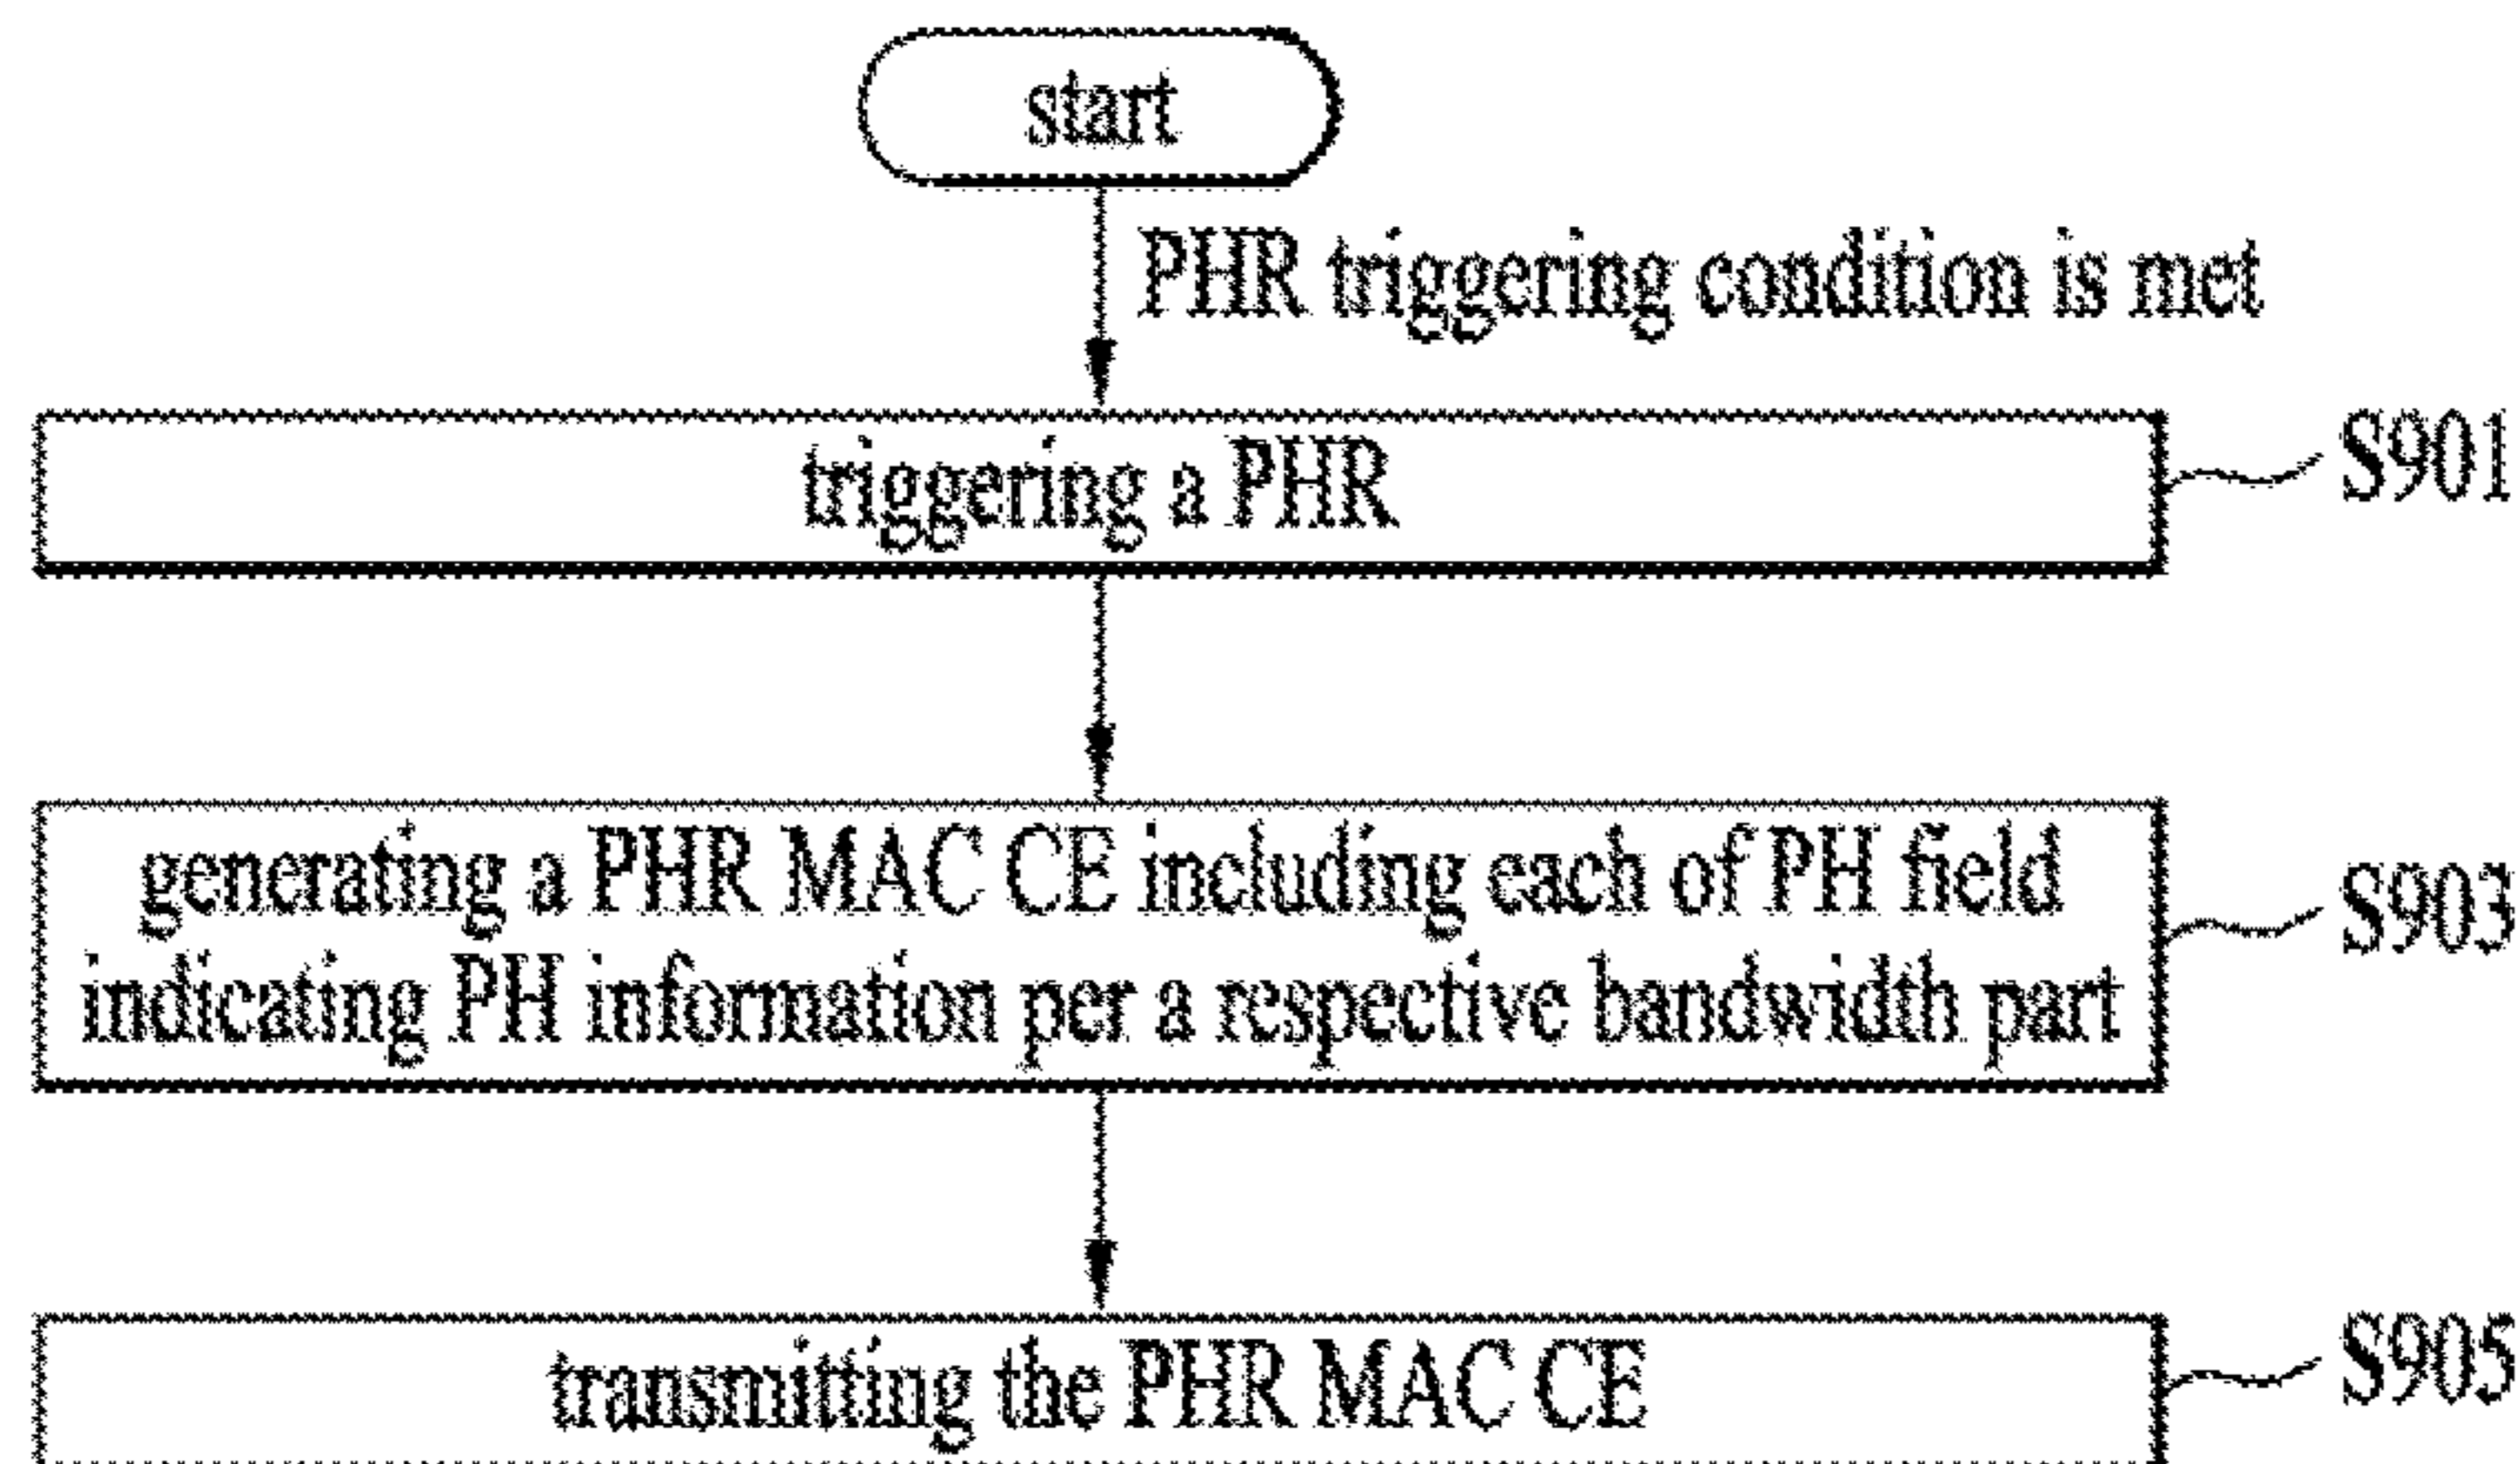 start
PHR triggering condition is met
triggering a PHR
S901
generating a PHR MAC CE including each of PH field
indicating PH information per a respective bandwidth part
S903
transmitting the PHR MAC CE
S905